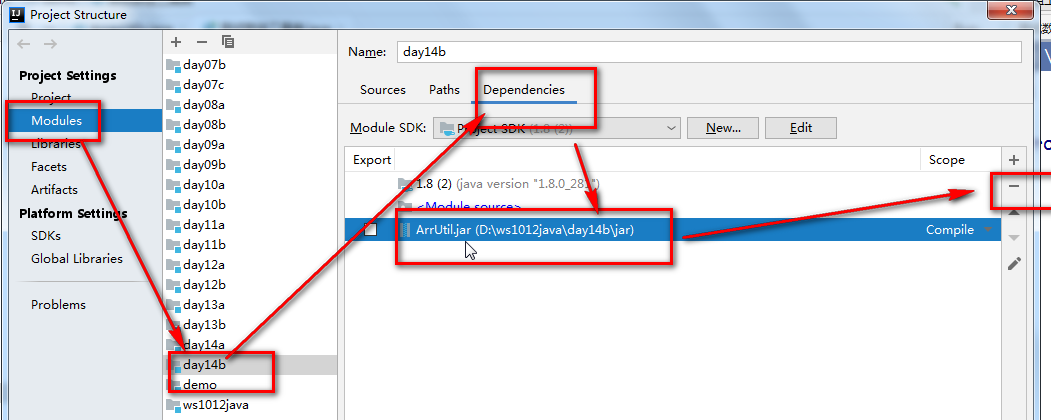 Project Structure
Project Settings
Project
Modules
Libraries
Facets
Artifacts
Platform Settings
SDKs
Global Libraries
Problems
day07b
day07c
day08a
day08b
day09a
day09b
day10a
day10b
day11a
day11b
day12a
day12b
day13a
day13b
day14a
day14b
demo
ws1012java
Name: day14b
Sources Paths Dependencies
Module SDK: Project SDK (1.8 (2)) New... Edit
Export Scope
1.8 (2) (java version "1.8.0_281")
<Module source>
ArrUtil.jar (D:\ws1012java\day14b\jar) Compile